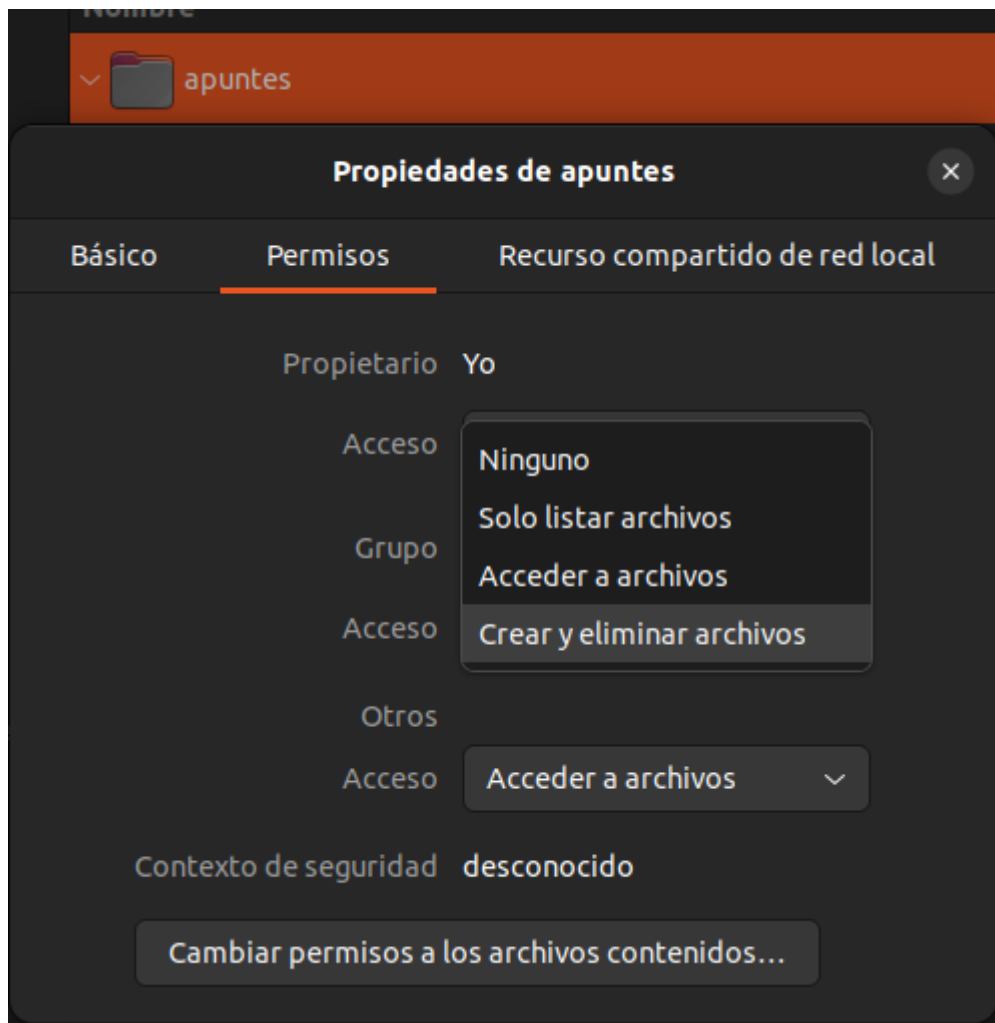 Nombre
apuntes
Propiedades de apuntes
Básico Permisos Recurso compartido de red local
Propietario Yo
Acceso
Ninguno
Solo listar archivos
Grupo
Acceder a archivos
Acceso Crear y eliminar archivos
Otros
Acceso Acceder a archivos
Contexto de seguridad desconocido
Cambiar permisos a los archivos contenidos...